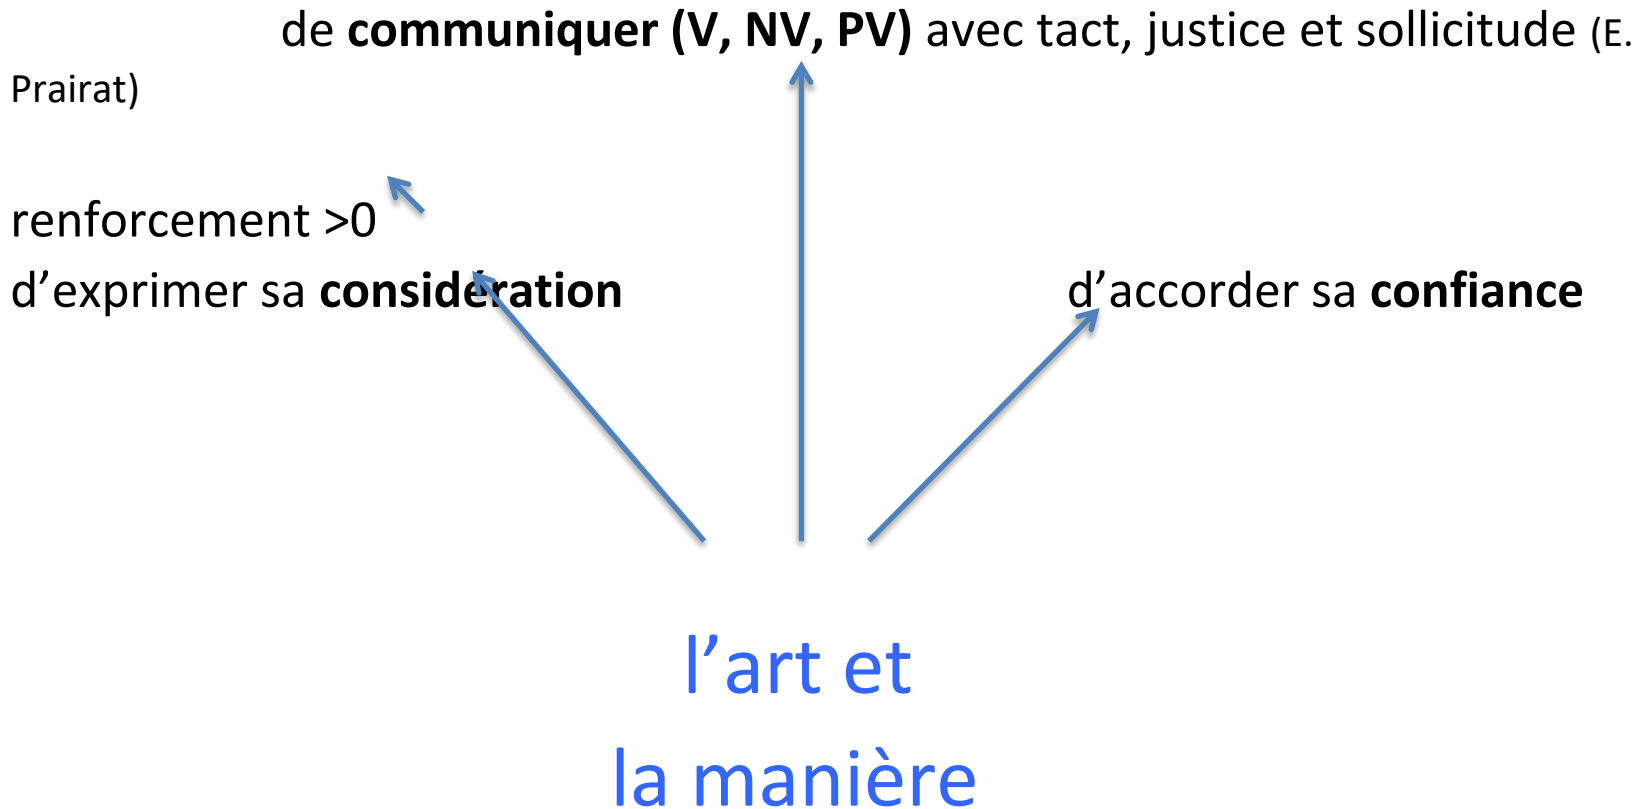 de communiquer (V, NV, PV) avec tact, justice et sollicitude (E.
Prairat)
renforcement >0
d’exprimer sa considération d’accorder sa confiance
l’art et
la manière